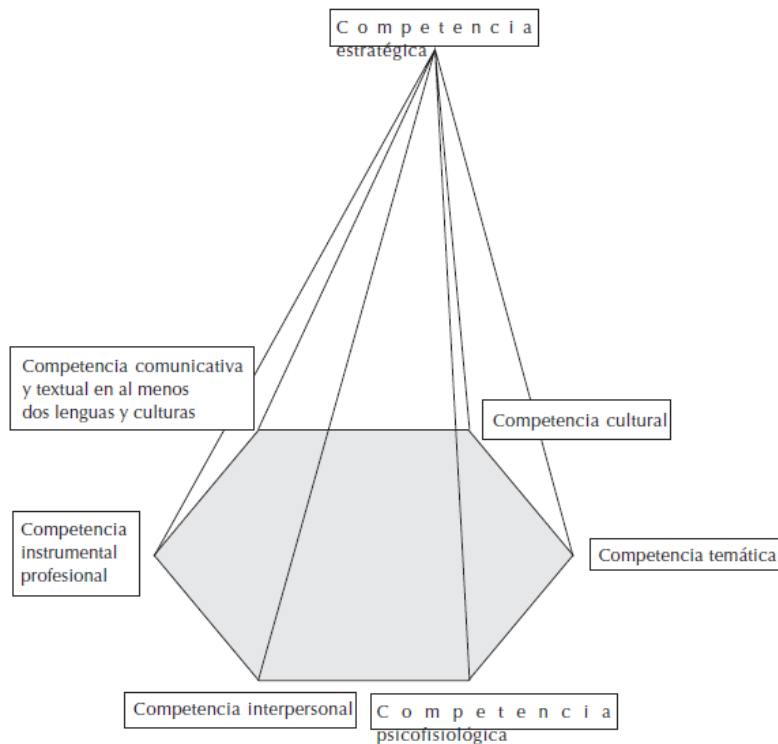 Competencia
estratégica
Competencia comunicativa
y textual en al menos
dos lenguas y culturas
Competencia cultural
Competencia
instrumental
profesional
Competencia temática
Competencia interpersonal
Competencia
psicofisiológica